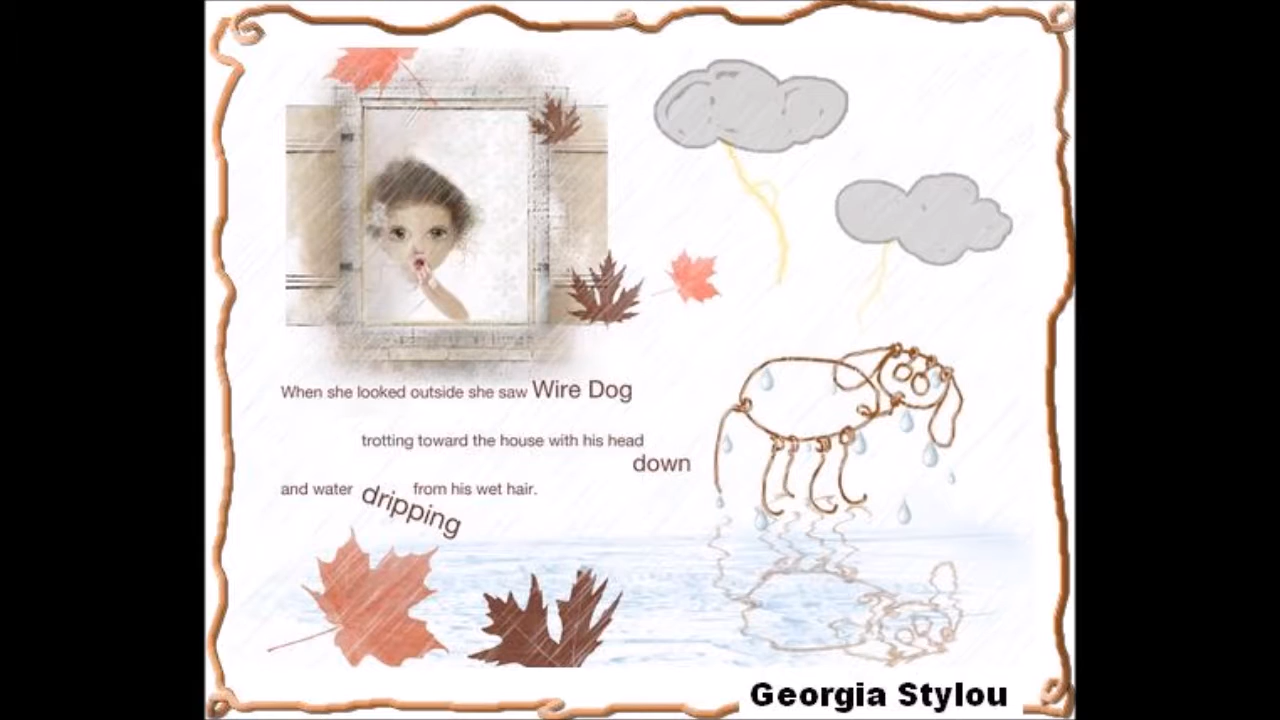 When she looked outside she saw Wire Dog
trotting toward the house with his head
down
and water dripping from his wet hair.
Georgia Stylou